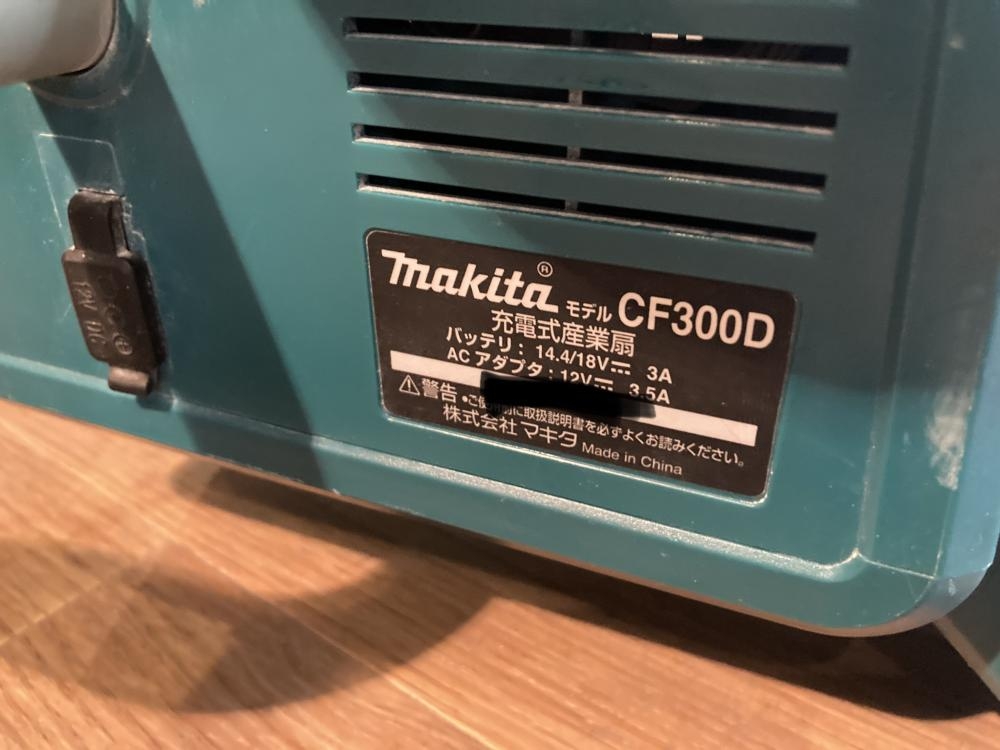 makita® モデル CF300D
充電式産業扇
バッテリ： 14.4/18V⎓ 3A
AC アダプタ：12V⎓ 3.5A
⚠警告 •ご使用前に取扱説明書を必ずよくお読みください。
株式会社 マキタ Made in China
12V DC